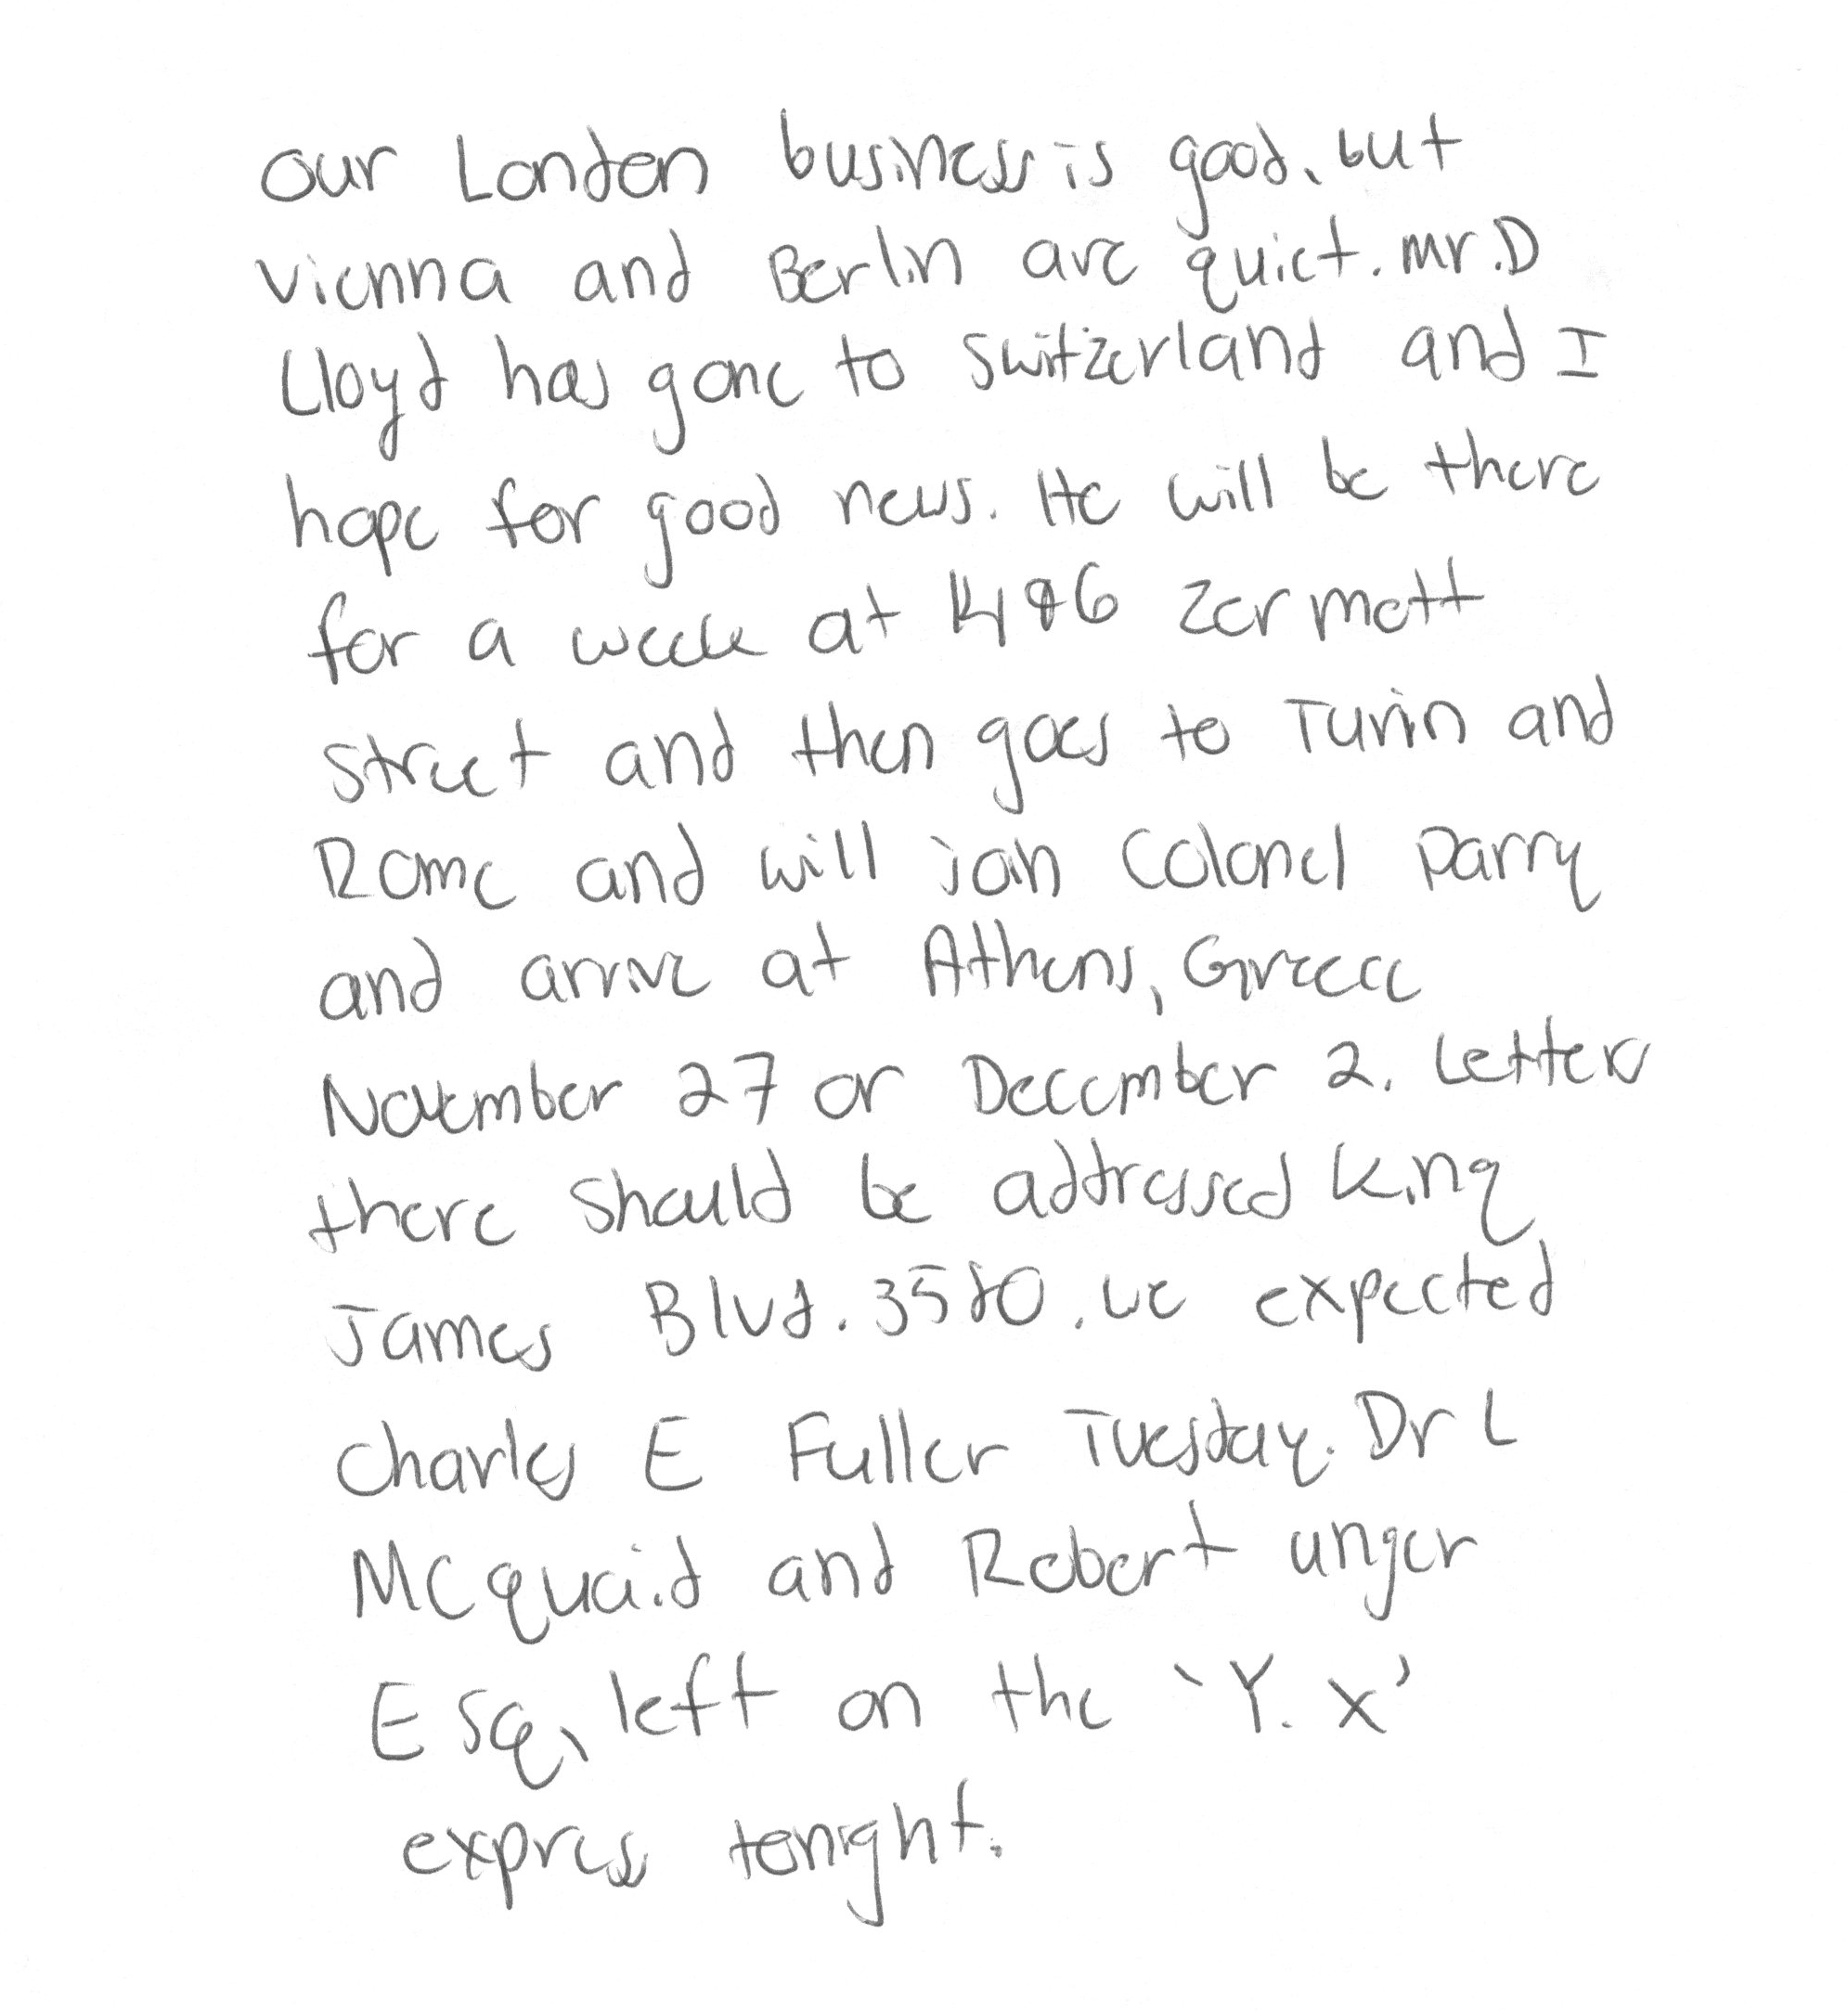 our London business is good, but
vienna and Berlin are quiet. mr. D
Lloyd has gone to switzerland and I
hope for good news. He will be there
for a week at 1496 zermott
street and then goes to Turin and
Rome and will join Colonel parry
and arrive at Athens, Greece
November 27 or December 2. Letters
there should be addressed King
James Blvd. 3580. we expected
Charles E Fuller Tuesday. Dr L
McQuaid and Robert unger
Esq, left on the 'Y. X'
express tonight.